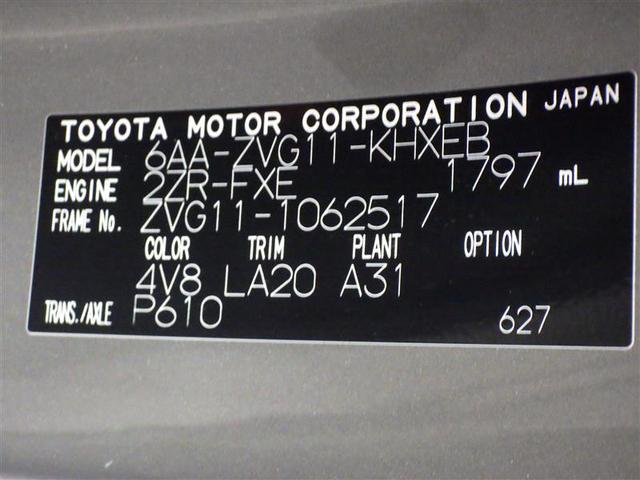 TOYOTA MOTOR CORPORATION JAPAN
MODEL 6AA-ZVG11-KHXEB
ENGINE 2ZR-FXE 1797 mL
FRAME No. ZVG11-1062517
COLOR TRIM PLANT OPTION
4V8 LA20 A31
TRANS./AXLE P610 627